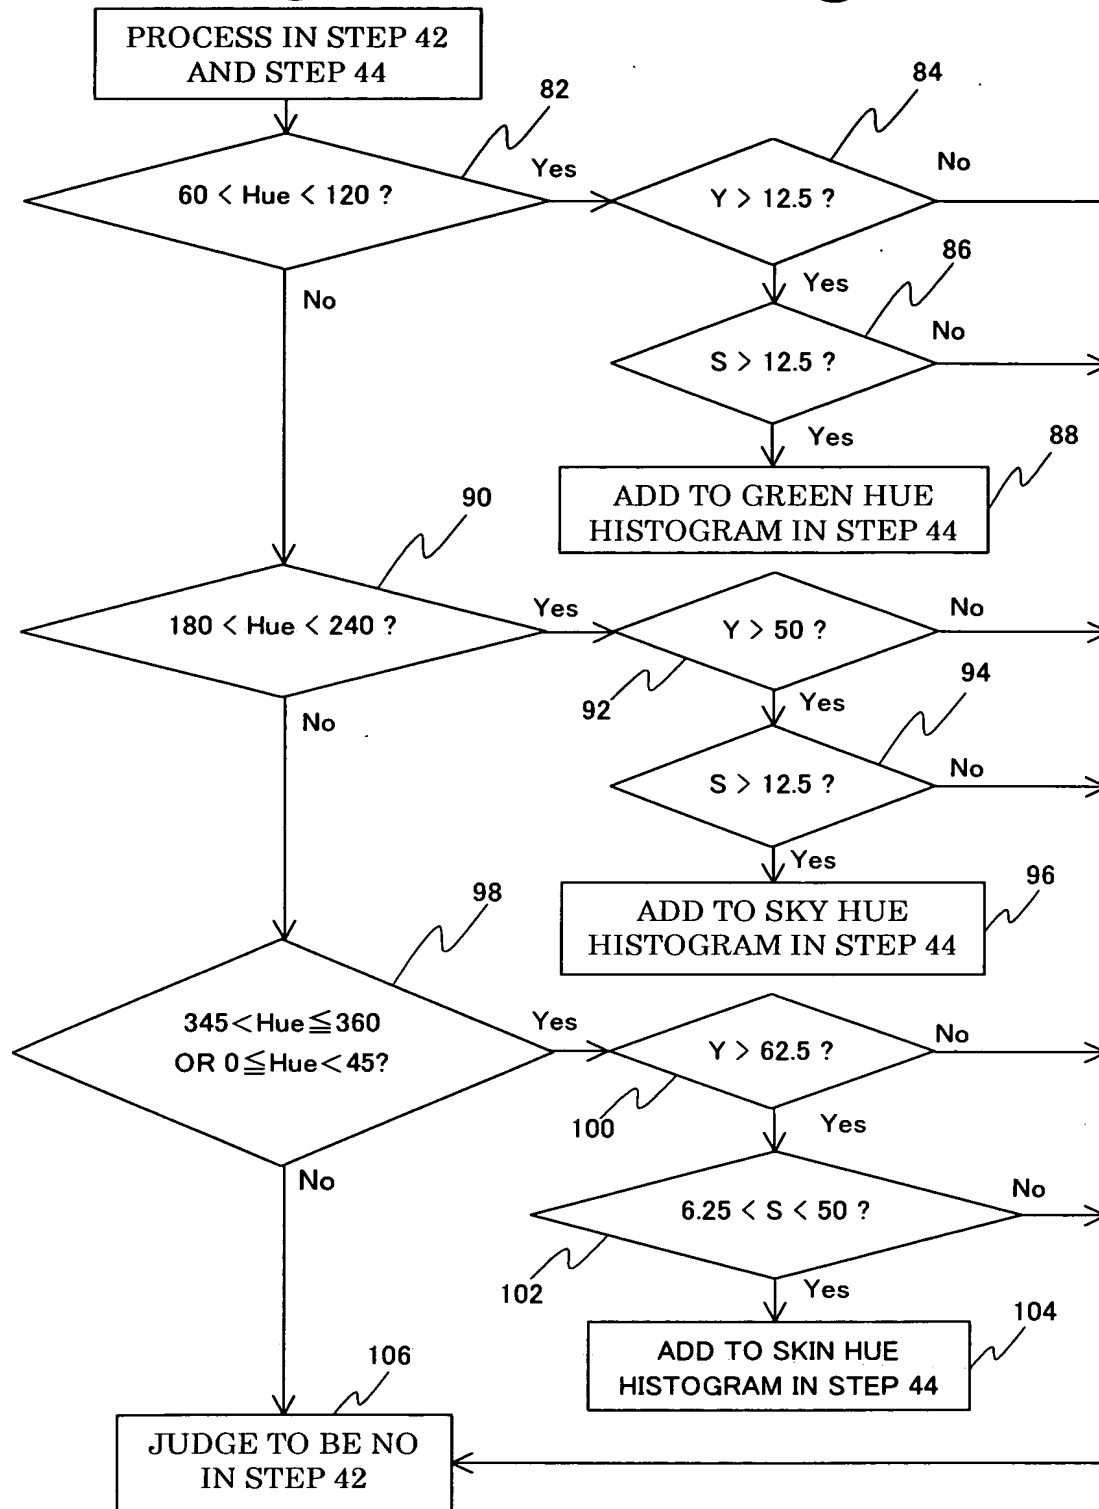 PROCESS IN STEP 42
AND STEP 44
82
84
60 < Hue < 120 ?
Yes
Y > 12.5 ?
No
No
Yes
86
S > 12.5 ?
No
Yes
88
ADD TO GREEN HUE
HISTOGRAM IN STEP 44
90
180 < Hue < 240 ?
Yes
Y > 50 ?
No
92
No
Yes
94
S > 12.5 ?
No
Yes
96
ADD TO SKY HUE
HISTOGRAM IN STEP 44
98
345<Hue≦360
OR 0≦Hue<45?
Yes
Y > 62.5 ?
No
100
Yes
No
6.25 < S < 50 ?
No
102
Yes
104
ADD TO SKIN HUE
HISTOGRAM IN STEP 44
106
JUDGE TO BE NO
IN STEP 42